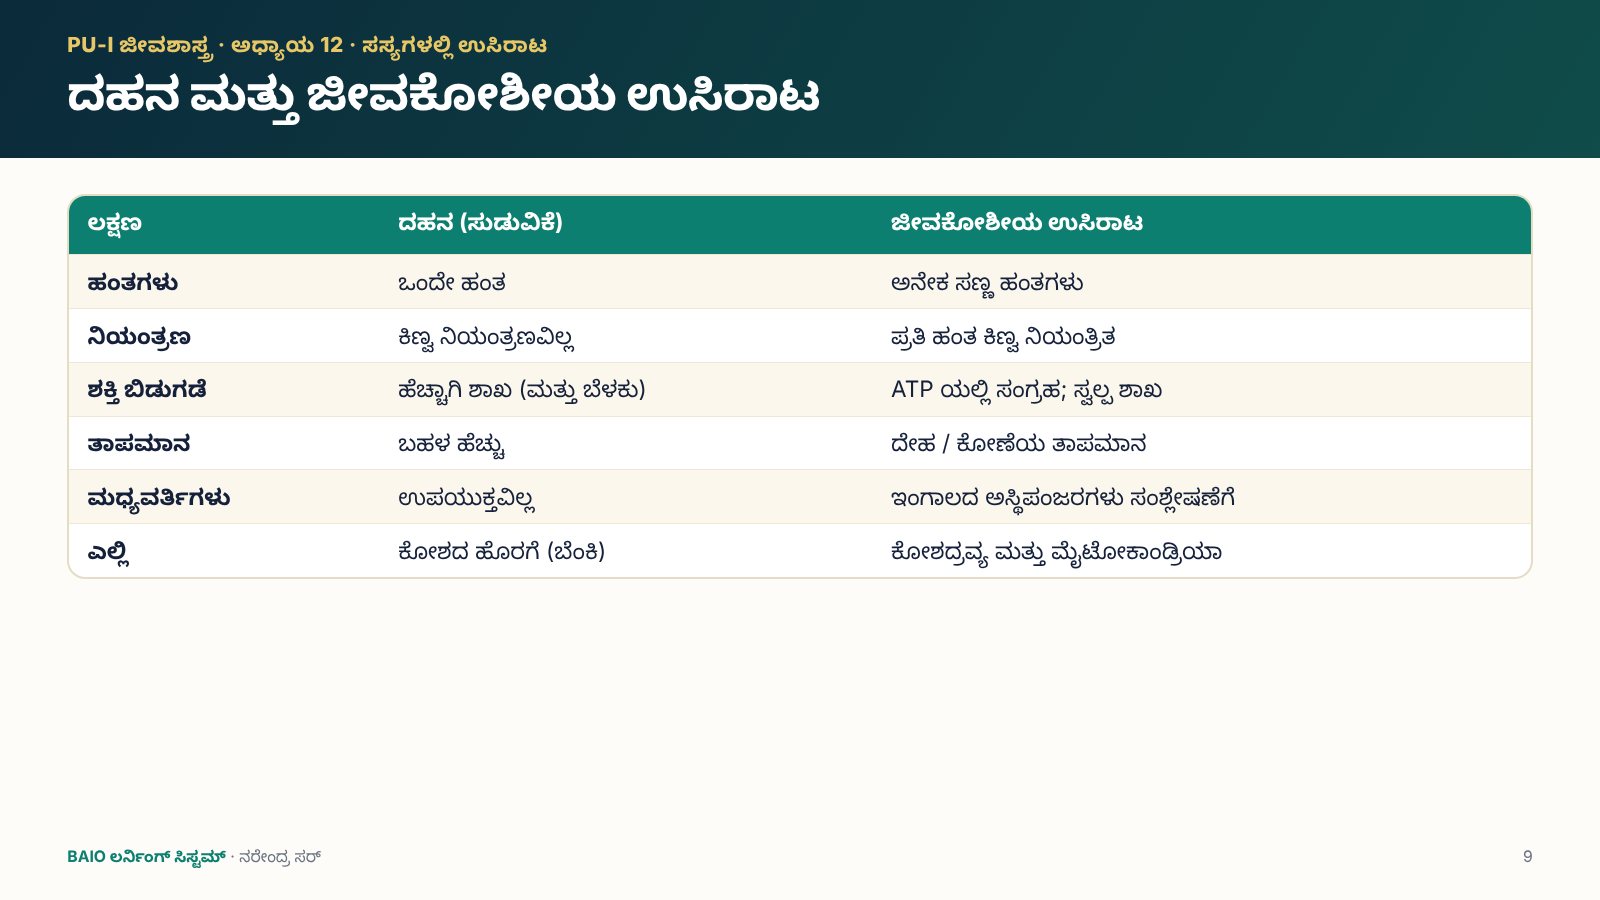 PU-I ಜೀವಶಾಸ್ತ್ರ · ಅಧ್ಯಾಯ 12 · ಸಸ್ಯಗಳಲ್ಲಿ ಉಸಿರಾಟ
ದಹನ ಮತ್ತು ಜೀವಕೋಶೀಯ ಉಸಿರಾಟ
ಲಕ್ಷಣ ದಹನ (ಸುಡುವಿಕೆ) ಜೀವಕೋಶೀಯ ಉಸಿರಾಟ
ಹಂತಗಳು ಒಂದೇ ಹಂತ ಅನೇಕ ಸಣ್ಣ ಹಂತಗಳು
ನಿಯಂತ್ರಣ ಕಿಣ್ವ ನಿಯಂತ್ರಣವಿಲ್ಲ ಪ್ರತಿ ಹಂತ ಕಿಣ್ವ ನಿಯಂತ್ರಿತ
ಶಕ್ತಿ ಬಿಡುಗಡೆ ಹೆಚ್ಚಾಗಿ ಶಾಖ (ಮತ್ತು ಬೆಳಕು) ATP ಯಲ್ಲಿ ಸಂಗ್ರಹ; ಸ್ವಲ್ಪ ಶಾಖ
ತಾಪಮಾನ ಬಹಳ ಹೆಚ್ಚು ದೇಹ / ಕೋಣೆಯ ತಾಪಮಾನ
ಮಧ್ಯವರ್ತಿಗಳು ಉಪಯುಕ್ತವಿಲ್ಲ ಇಂಗಾಲದ ಅಸ್ಥಿಪಂಜರಗಳು ಸಂಶ್ಲೇಷಣೆಗೆ
ಎಲ್ಲಿ ಕೋಶದ ಹೊರಗೆ (ಬೆಂಕಿ) ಕೋಶದ್ರವ್ಯ ಮತ್ತು ಮೈಟೋಕಾಂಡ್ರಿಯಾ
BAIO ಲರ್ನಿಂಗ್ ಸಿಸ್ಟಮ್ · ನರೇಂದ್ರ ಸರ್ 9